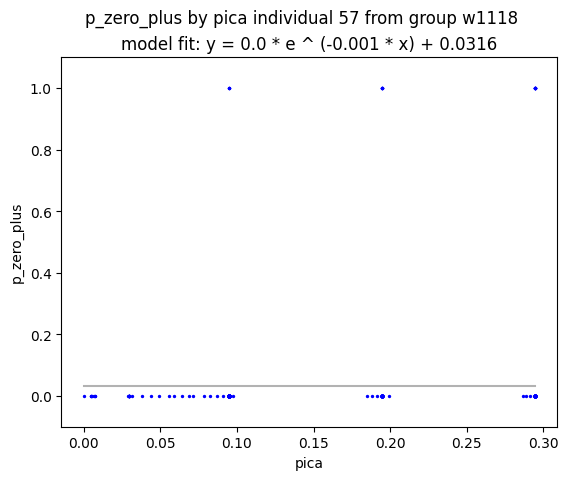 p_zero_plus by pica individual 57 from group w1118
model fit: y = 0.0 * e ^ (-0.001 * x) + 0.0316
1.0
0.8
0.6
0.4
0.2
0.0
p_zero_plus
0.00 0.05 0.10 0.15 0.20 0.25 0.30
pica